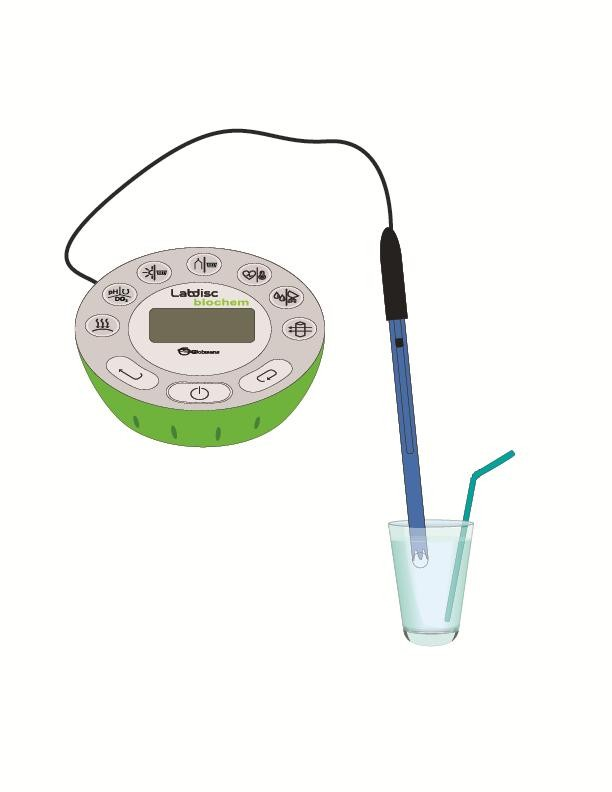 Labdisc
biochem
pH
DO₂
Globisens